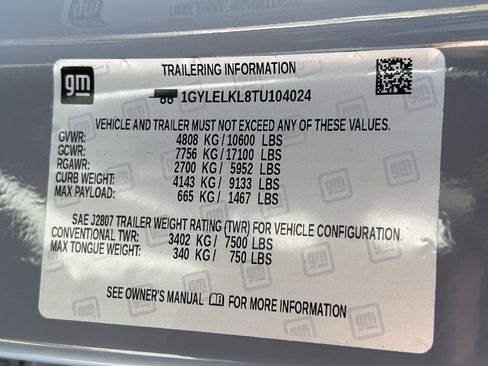 gm
TRAILERING INFORMATION
1GYLELKL8TU104024
VEHICLE AND TRAILER MUST NOT EXCEED ANY OF THESE VALUES.
GVWR: 4808 KG/10600 LBS
GCWR: 7756 KG/17100 LBS
RGAWR: 2700 KG/ 5952 LBS
CURB WEIGHT: 4143 KG/ 9133 LBS
MAX PAYLOAD: 665 KG/ 1467 LBS
SAE J2807 TRAILER WEIGHT RATING (TWR) FOR VEHICLE CONFIGURATION.
CONVENTIONAL TWR: 3402 KG/ 7500 LBS
MAX TONGUE WEIGHT: 340 KG/ 750 LBS
SEE OWNER'S MANUAL FOR MORE INFORMATION